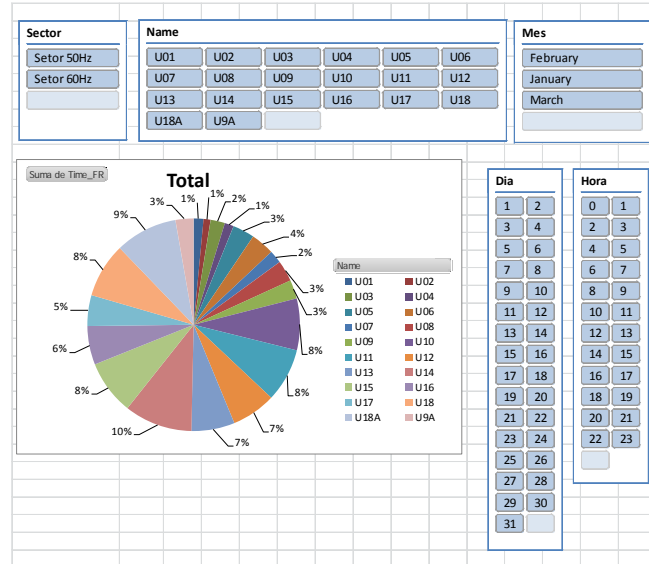 Sector
Setor 50Hz
Setor 60Hz
Name
U01 U02 U03 U04 U05 U06
U07 U08 U09 U10 U11 U12
U13 U14 U15 U16 U17 U18
U18A U9A
Mes
February
January
March
Suma de Time_FR
Total
1%
1%
2%
1%
3%
4%
2%
3%
3%
8%
8%
7%
7%
10%
8%
6%
5%
8%
9%
3%
Name
U01 U02
U03 U04
U05 U06
U07 U08
U09 U10
U11 U12
U13 U14
U15 U16
U17 U18
U18A U9A
Dia
1 2
3 4
5 6
7 8
9 10
11 12
13 14
15 16
17 18
19 20
21 22
23 24
25 26
27 28
29 30
31
Hora
0 1
2 3
4 5
6 7
8 9
10 11
12 13
14 15
16 17
18 19
20 21
22 23